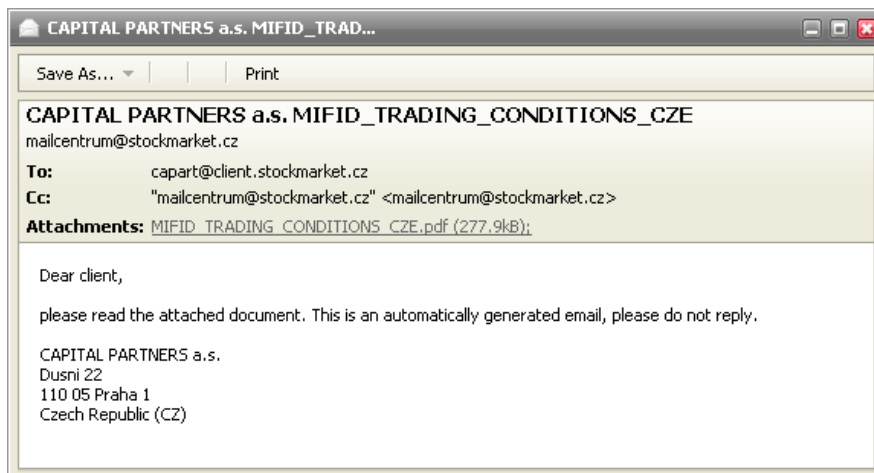 CAPITAL PARTNERS a.s. MIFID_TRAD...
Save As... Print
CAPITAL PARTNERS a.s. MIFID_TRADING_CONDITIONS_CZE
mailcentrum@stockmarket.cz
To: capart@client.stockmarket.cz
Cc: "mailcentrum@stockmarket.cz" <mailcentrum@stockmarket.cz>
Attachments: MIFID_TRADING_CONDITIONS_CZE.pdf (277.9kB);
Dear client,
please read the attached document. This is an automatically generated email, please do not reply.
CAPITAL PARTNERS a.s.
Dusni 22
110 05 Praha 1
Czech Republic (CZ)